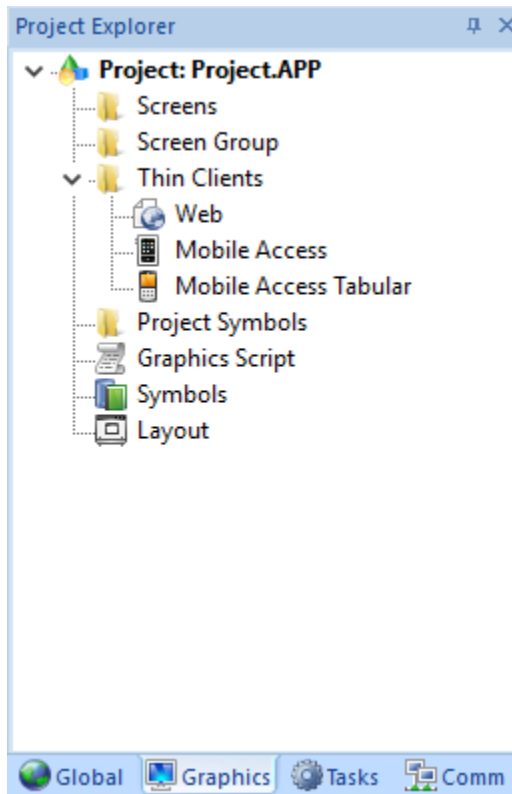 Project Explorer
Project: Project.APP
Screens
Screen Group
Thin Clients
Web
Mobile Access
Mobile Access Tabular
Project Symbols
Graphics Script
Symbols
Layout
Global Graphics Tasks Comm